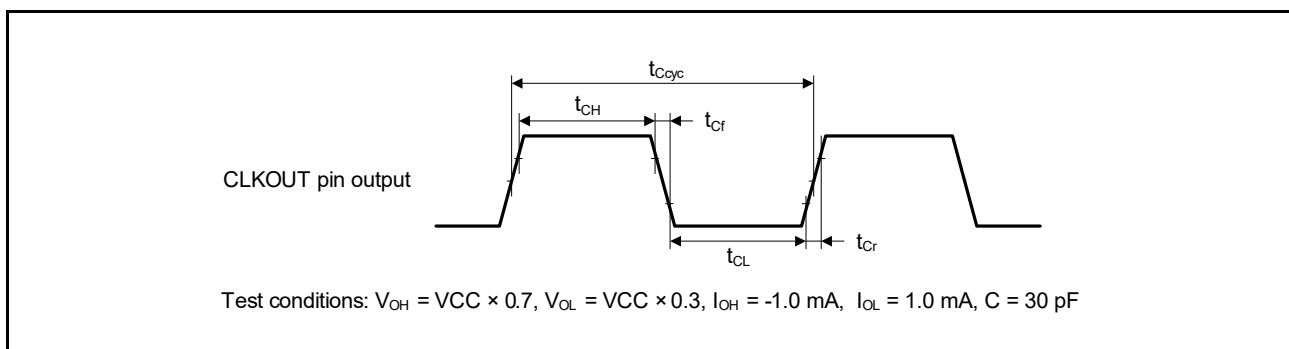 tCcyc
tCH
tCf
CLKOUT pin output
tCL
tCr
Test conditions: VOH = VCC × 0.7, VOL = VCC × 0.3, IOH = -1.0 mA, IOL = 1.0 mA, C = 30 pF